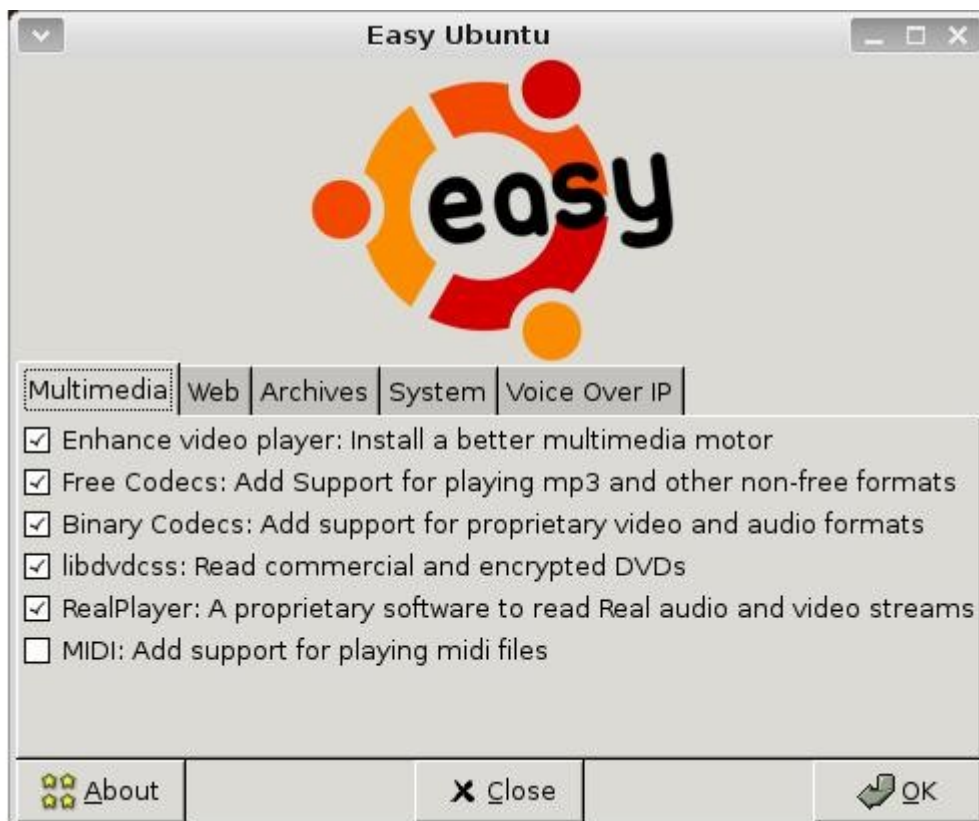 Easy Ubuntu
easy
Multimedia Web Archives System Voice Over IP
Enhance video player: Install a better multimedia motor
Free Codecs: Add Support for playing mp3 and other non-free formats
Binary Codecs: Add support for proprietary video and audio formats
libdvdcss: Read commercial and encrypted DVDs
RealPlayer: A proprietary software to read Real audio and video streams
MIDI: Add support for playing midi files
About Close OK